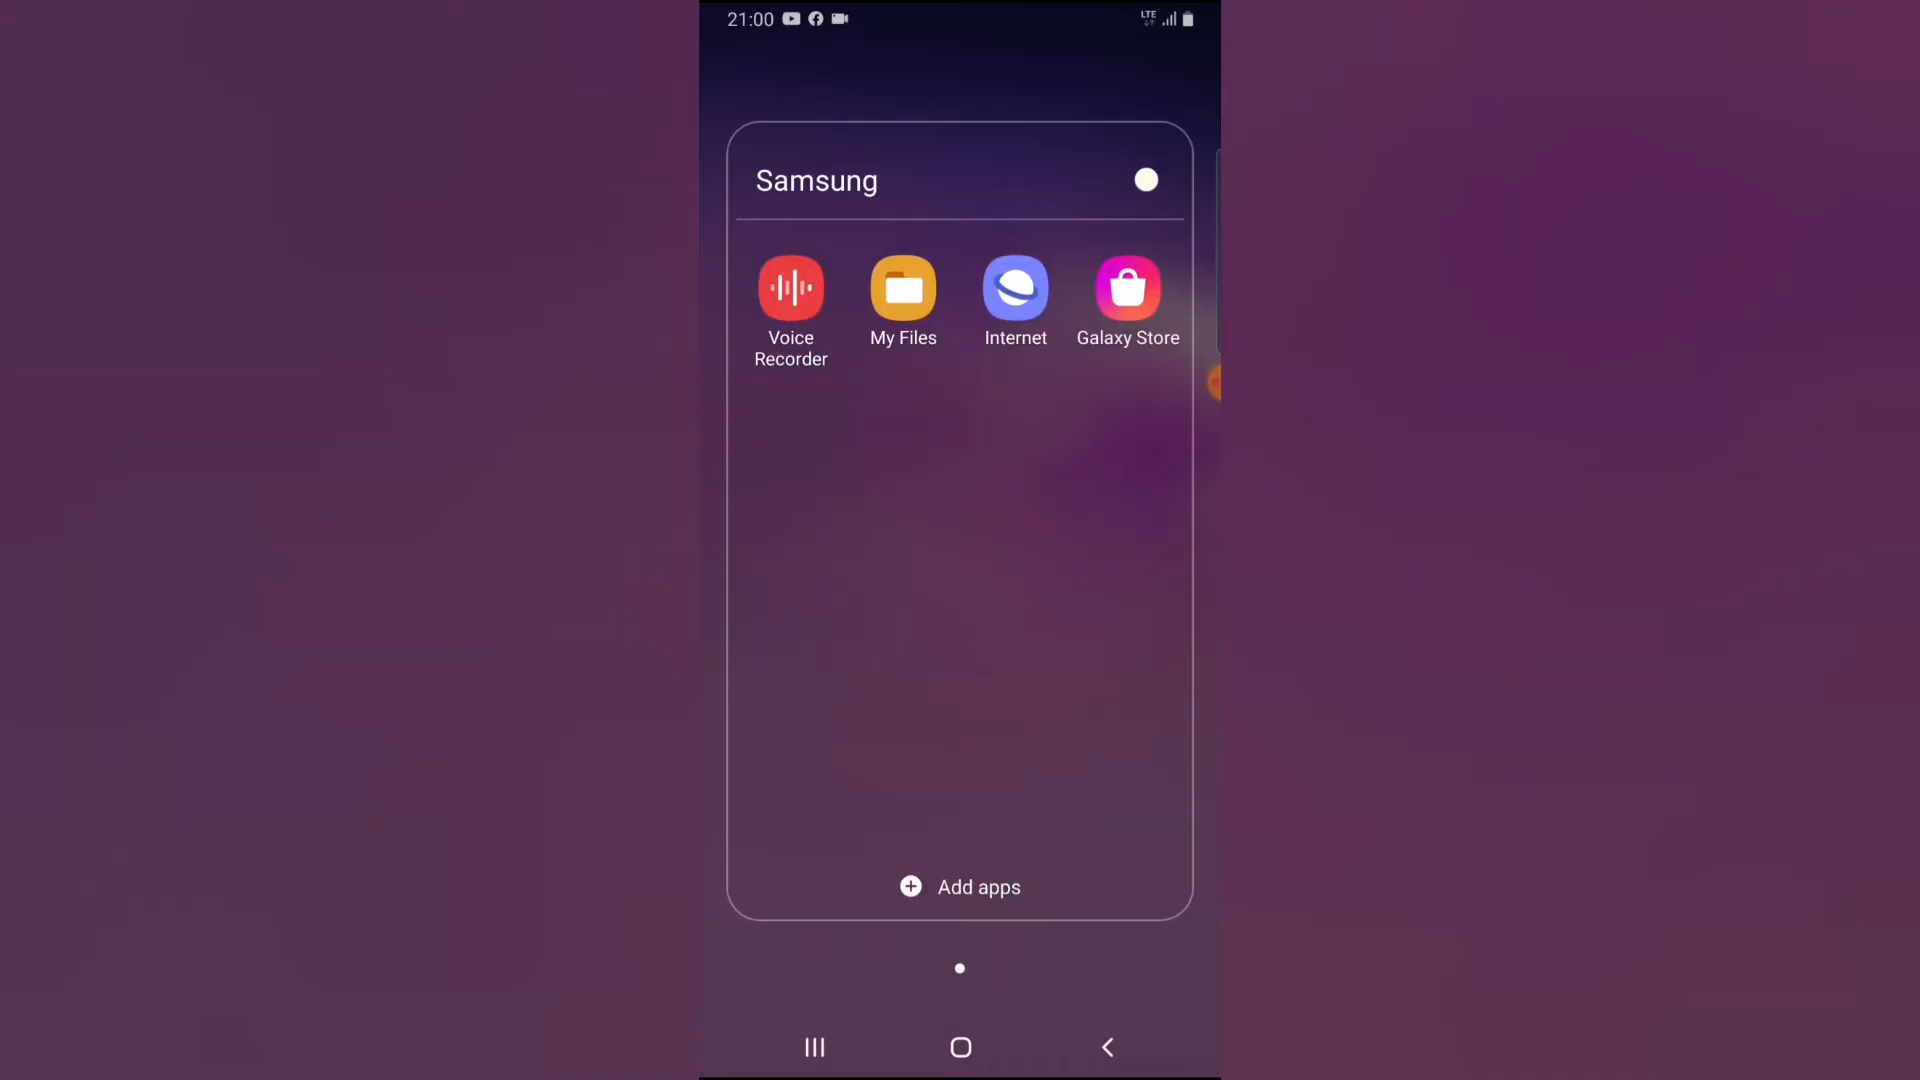 21:00
LTE
Samsung
Voice
Recorder
My Files
Internet
Galaxy Store
Add apps